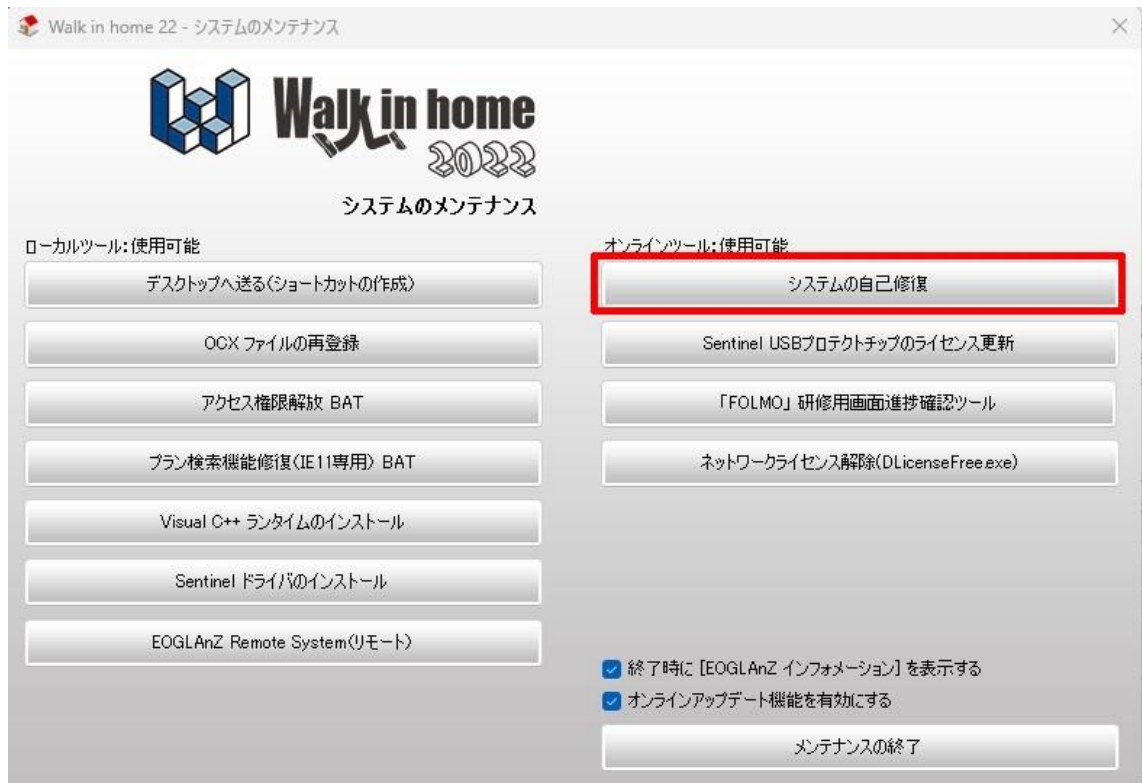 Walk in home 22 - システムのメンテナンス
Walk in home
2022
システムのメンテナンス
ローカルツール:使用可能
デスクトップへ送る(ショートカットの作成)
OCX ファイルの再登録
アクセス権限解放 BAT
プラン検索機能修復(IE11専用) BAT
Visual C++ ランタイムのインストール
Sentinel ドライバのインストール
EOGLAnZ Remote System(リモート)
オンラインツール:使用可能
システムの自己修復
Sentinel USBプロテクトチップのライセンス更新
「FOLMO」研修用画面進捗確認ツール
ネットワークライセンス解除(DLicenseFree.exe)
終了時に [EOGLAnZ インフォメーション] を表示する
オンラインアップデート機能を有効にする
メンテナンスの終了